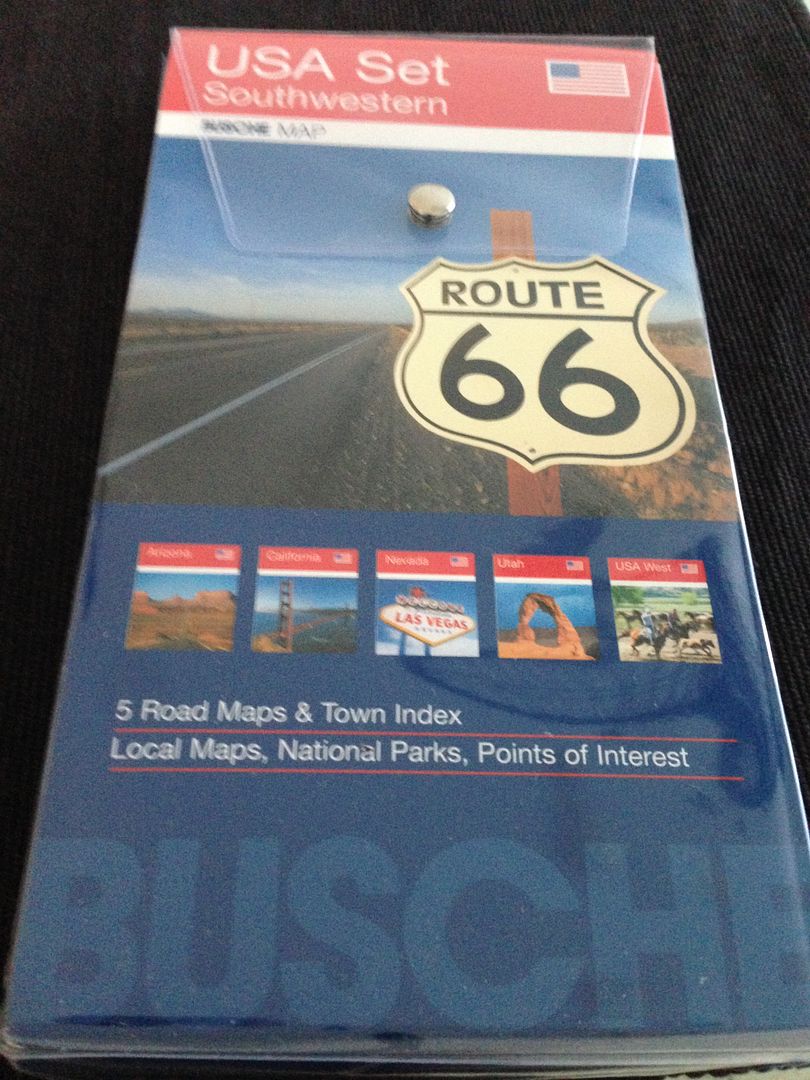 USA Set
Southwestern
BUSCHE MAP
ROUTE
66
Arizona
California
Nevada
Utah
USA West
LAS VEGAS
5 Road Maps & Town Index
Local Maps, National Parks, Points of Interest
BUSCHE